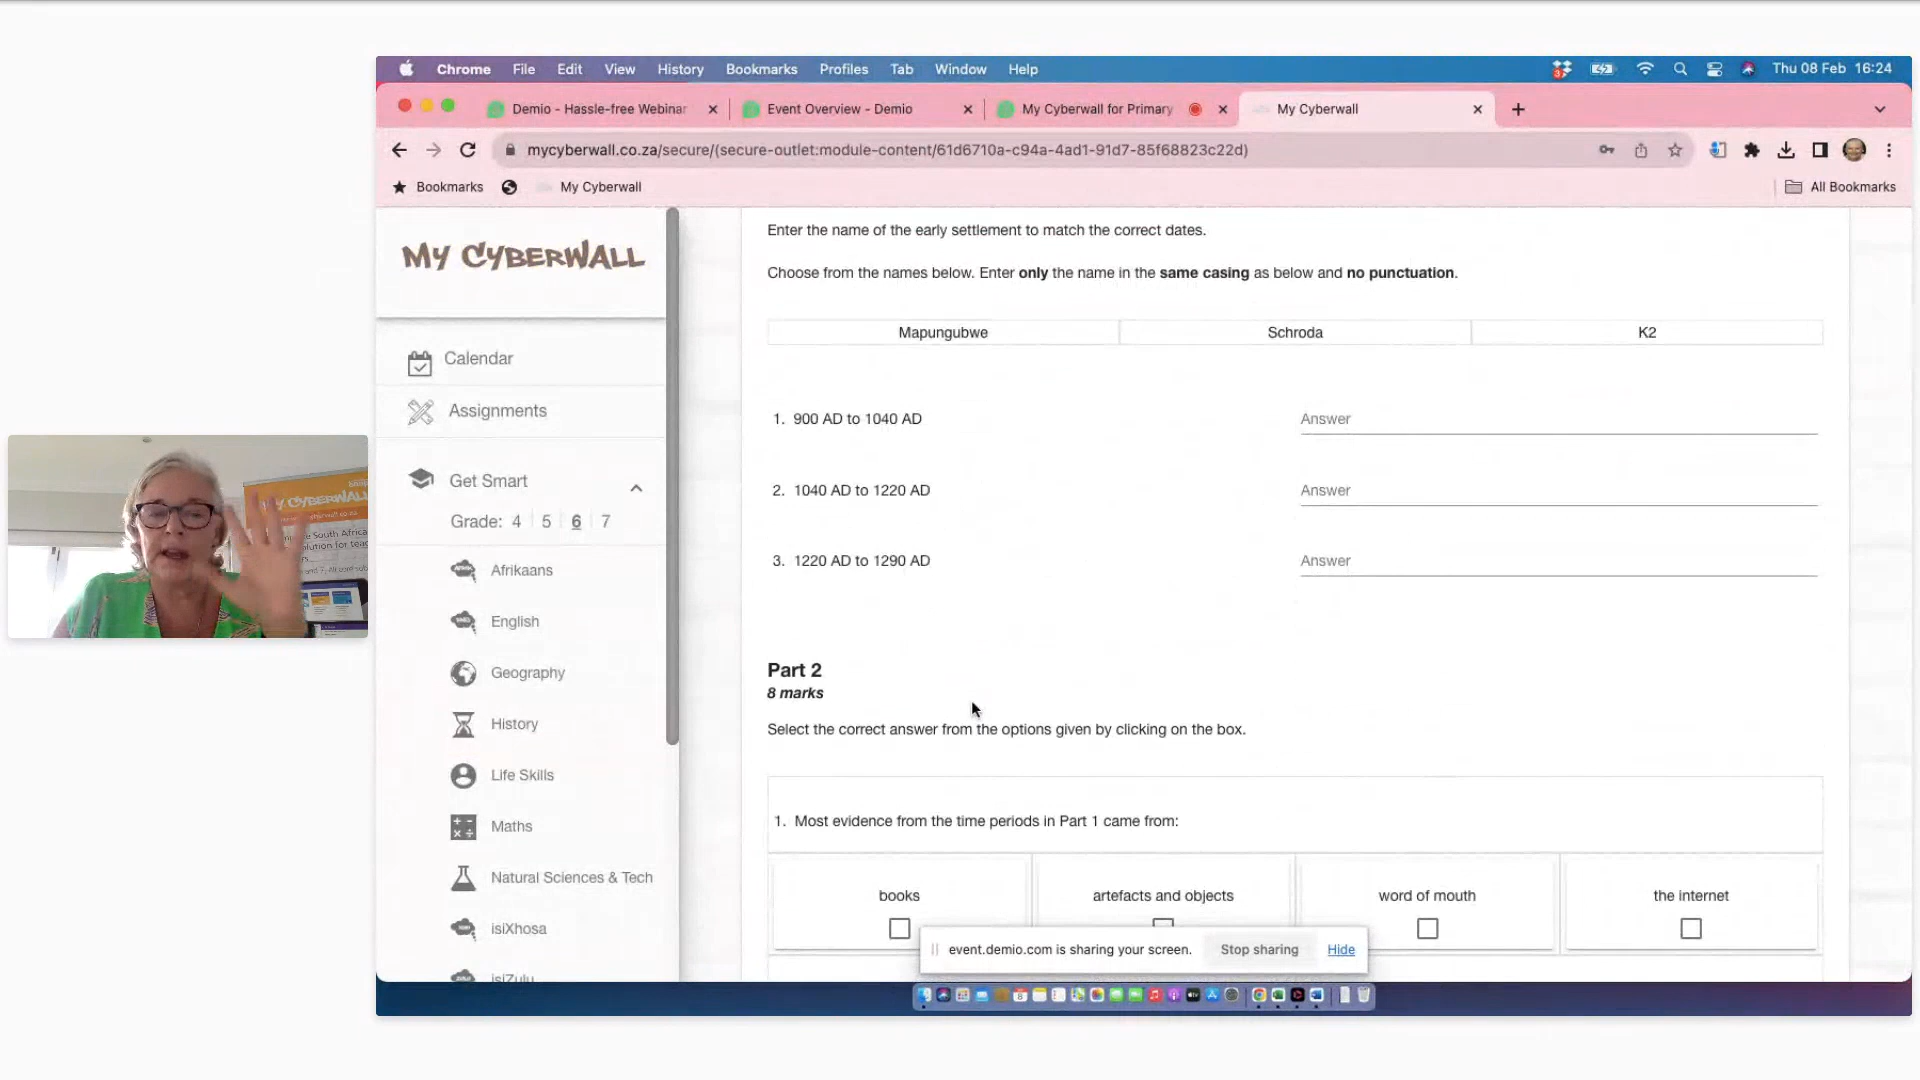 Chrome File Edit View History Bookmarks Profiles Tab Window Help Thu 08 Feb 16:24
Demio - Hassle-free Webinar Event Overview - Demio My Cyberwall for Primary My Cyberwall
mycyberwall.co.za/secure/(secure-outlet:module-content/61d6710a-c94a-4ad1-91d7-85f68823c22d)
Bookmarks My Cyberwall All Bookmarks
MY CYBERWALL
Calendar
Assignments
Get Smart
Grade: 4 5 6 7
Afrikaans
English
Geography
History
Life Skills
Maths
Natural Sciences & Tech
isiXhosa
isiZulu
Enter the name of the early settlement to match the correct dates.
Choose from the names below. Enter only the name in the same casing as below and no punctuation.
Mapungubwe Schroda K2
1. 900 AD to 1040 AD Answer
2. 1040 AD to 1220 AD Answer
3. 1220 AD to 1290 AD Answer
Part 2
8 marks
Select the correct answer from the options given by clicking on the box.
1. Most evidence from the time periods in Part 1 came from:
books artefacts and objects word of mouth the internet
event.demio.com is sharing your screen. Stop sharing Hide